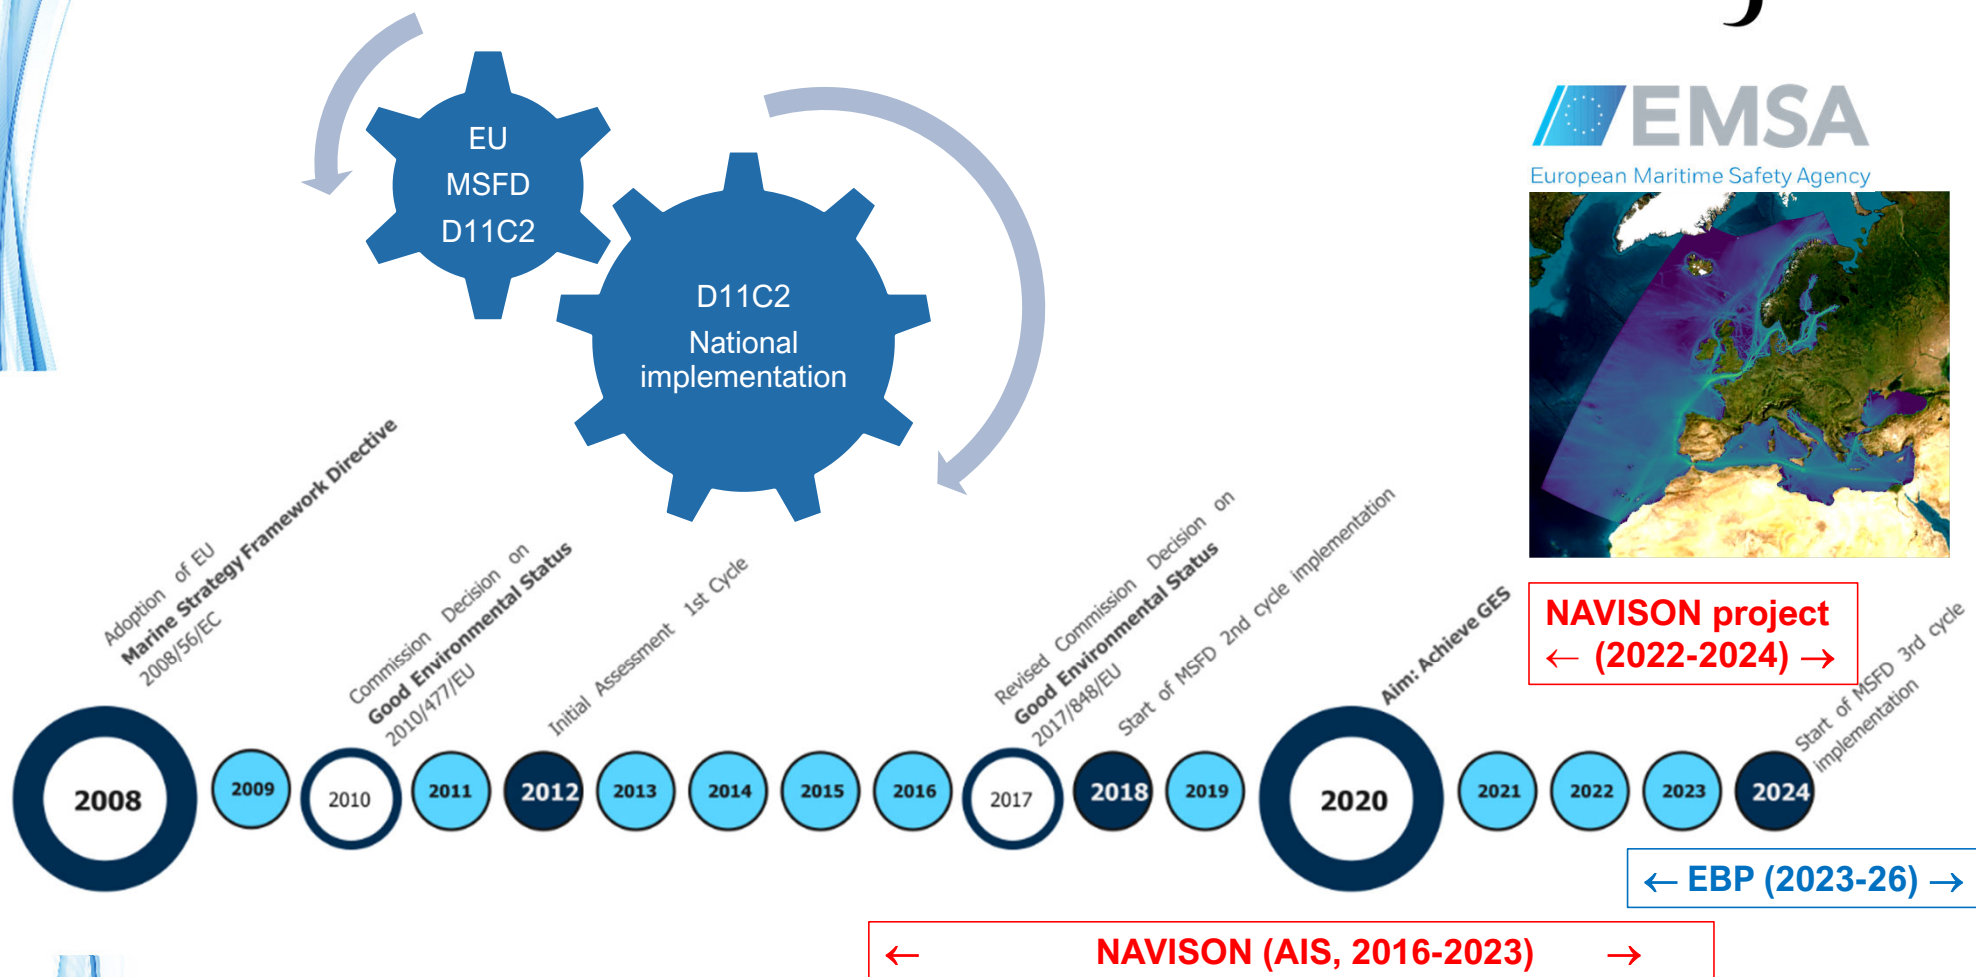 EU
MSFD
D11C2
D11C2
National
implementation
EMSA
European Maritime Safety Agency
NAVISON project
← (2022-2024) →
Adoption of EU
Marine Strategy Framework Directive
2008/56/EC
Commission Decision on
Good Environmental Status
2010/477/EU
Initial Assessment 1st Cycle
Revised Commission Decision on
Good Environmental Status
2017/848/EU
Start of MSFD 2nd cycle implementation
Aim: Achieve GES
Start of MSFD 3rd cycle
implementation
2008
2009
2010
2011
2012
2013
2014
2015
2016
2017
2018
2019
2020
2021
2022
2023
2024
← EBP (2023-26) →
← NAVISON (AIS, 2016-2023) →